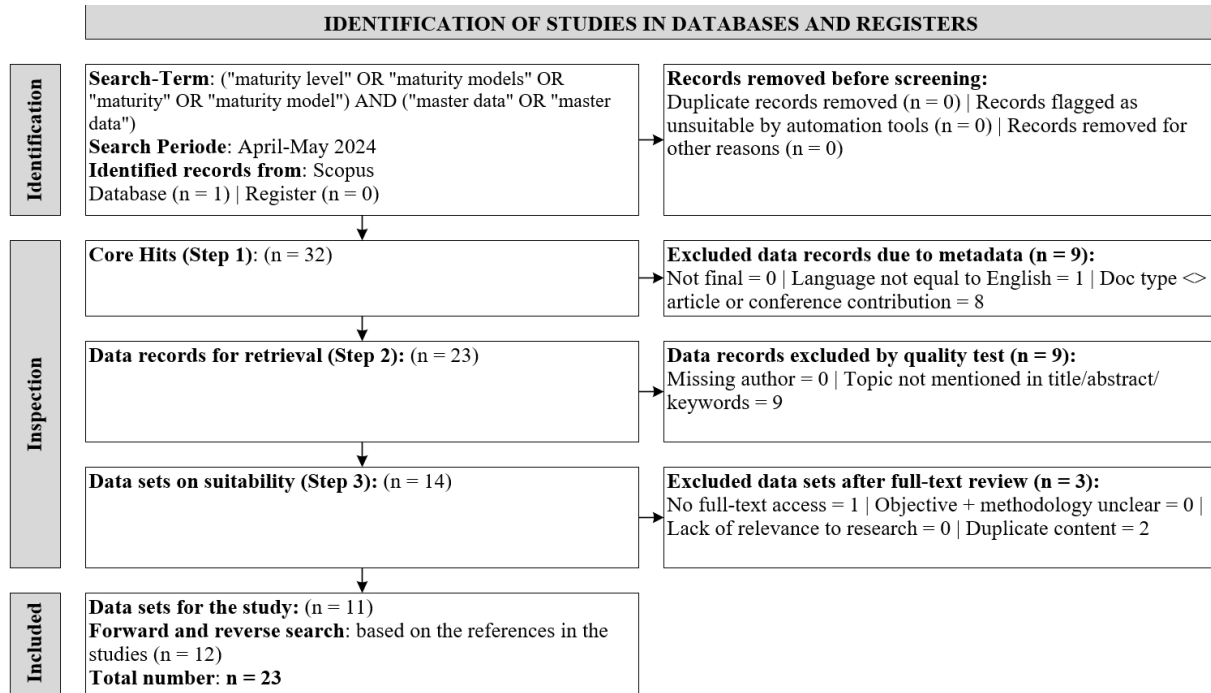 IDENTIFICATION OF STUDIES IN DATABASES AND REGISTERS
Identification
Search-Term: ("maturity level" OR "maturity models" OR
"maturity" OR "maturity model") AND ("master data" OR "master
data")
Search Periode: April-May 2024
Identified records from: Scopus
Database (n = 1) | Register (n = 0)
Records removed before screening:
Duplicate records removed (n = 0) | Records flagged as
unsuitable by automation tools (n = 0) | Records removed for
other reasons (n = 0)
Inspection
Core Hits (Step 1): (n = 32)
Excluded data records due to metadata (n = 9):
Not final = 0 | Language not equal to English = 1 | Doc type <>
article or conference contribution = 8
Data records for retrieval (Step 2): (n = 23)
Data records excluded by quality test (n = 9):
Missing author = 0 | Topic not mentioned in title/abstract/
keywords = 9
Data sets on suitability (Step 3): (n = 14)
Excluded data sets after full-text review (n = 3):
No full-text access = 1 | Objective + methodology unclear = 0 |
Lack of relevance to research = 0 | Duplicate content = 2
Included
Data sets for the study: (n = 11)
Forward and reverse search: based on the references in the
studies (n = 12)
Total number: n = 23